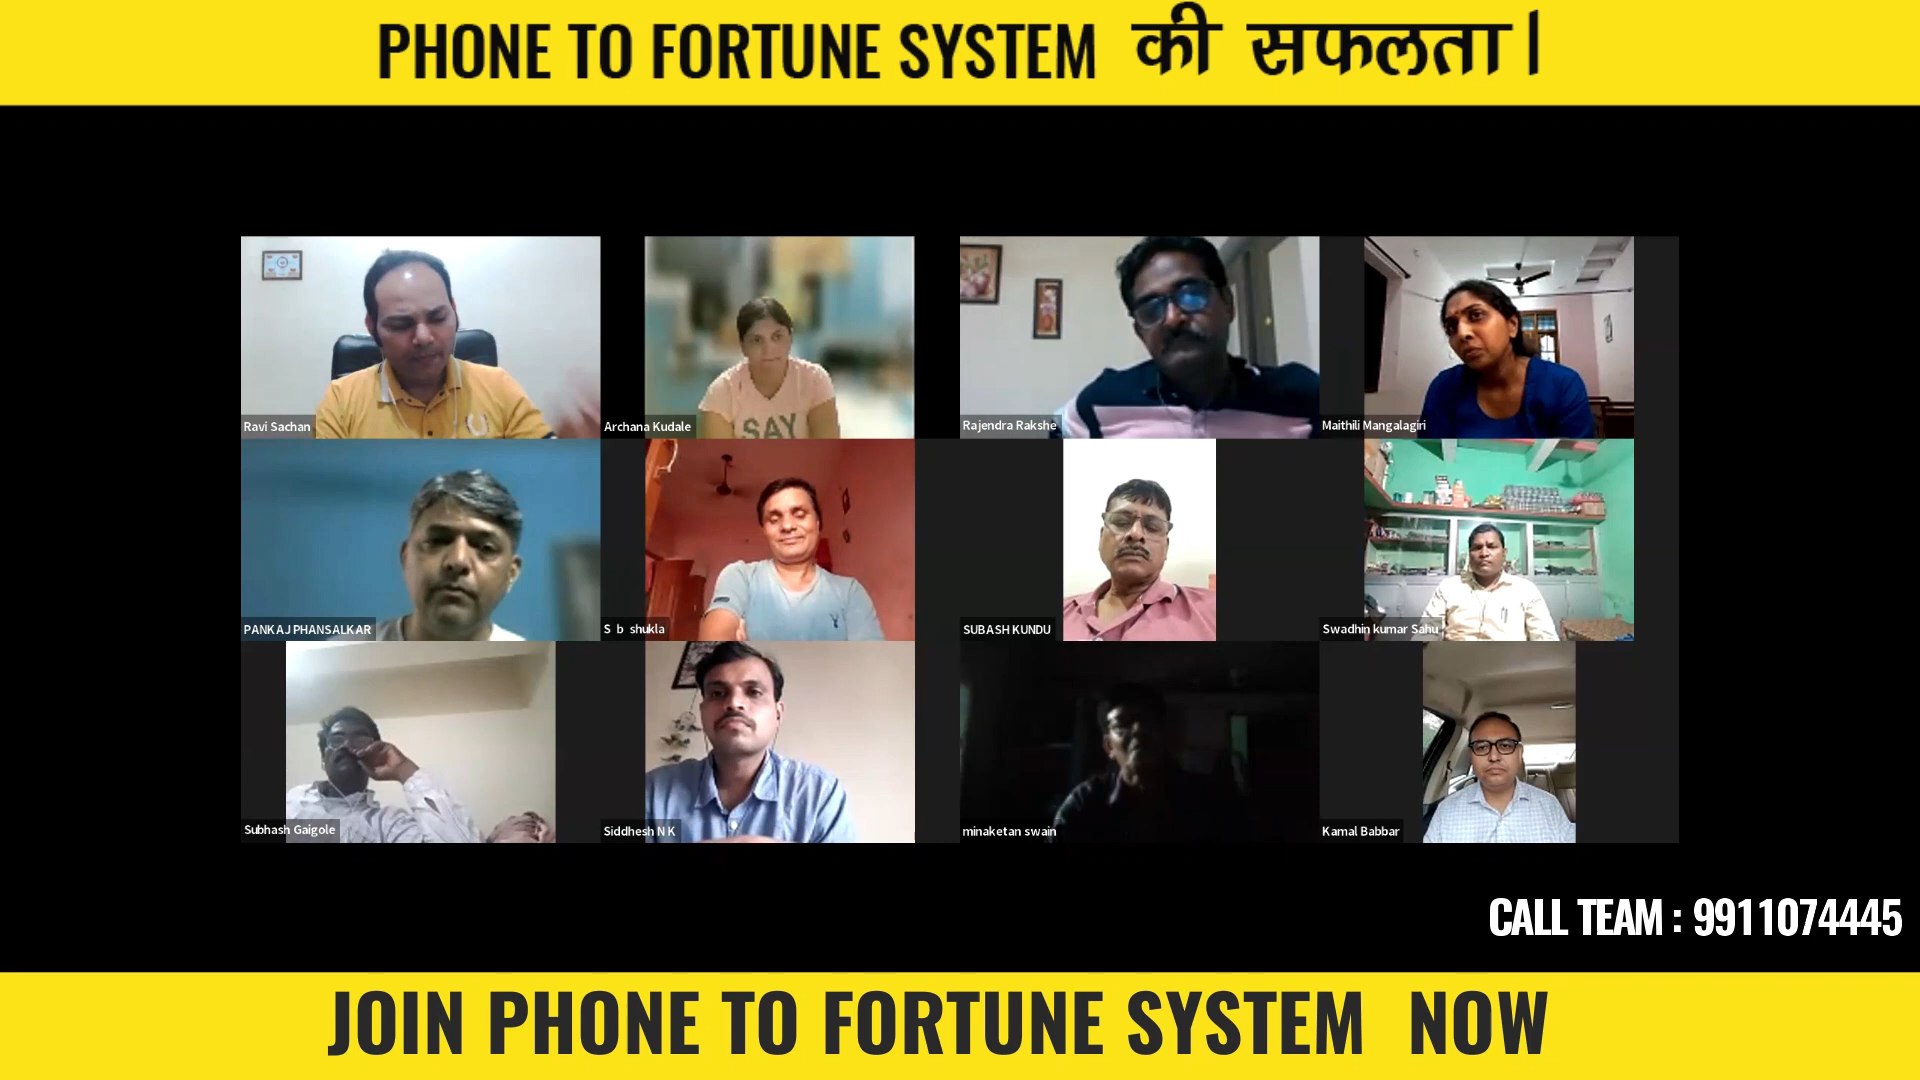 PHONE TO FORTUNE SYSTEM की सफलता।
Ravi Sachan
Archana Kudale
SAY
Rajendra Rakshe
Maithili Mangalagiri
PANKAJ PHANSALKAR
S b shukla
SUBASH KUNDU
Swadhin kumar Sahu
Subhash Gaigole
Siddhesh N K
minaketan swain
Kamal Babbar
CALL TEAM : 9911074445
JOIN PHONE TO FORTUNE SYSTEM NOW